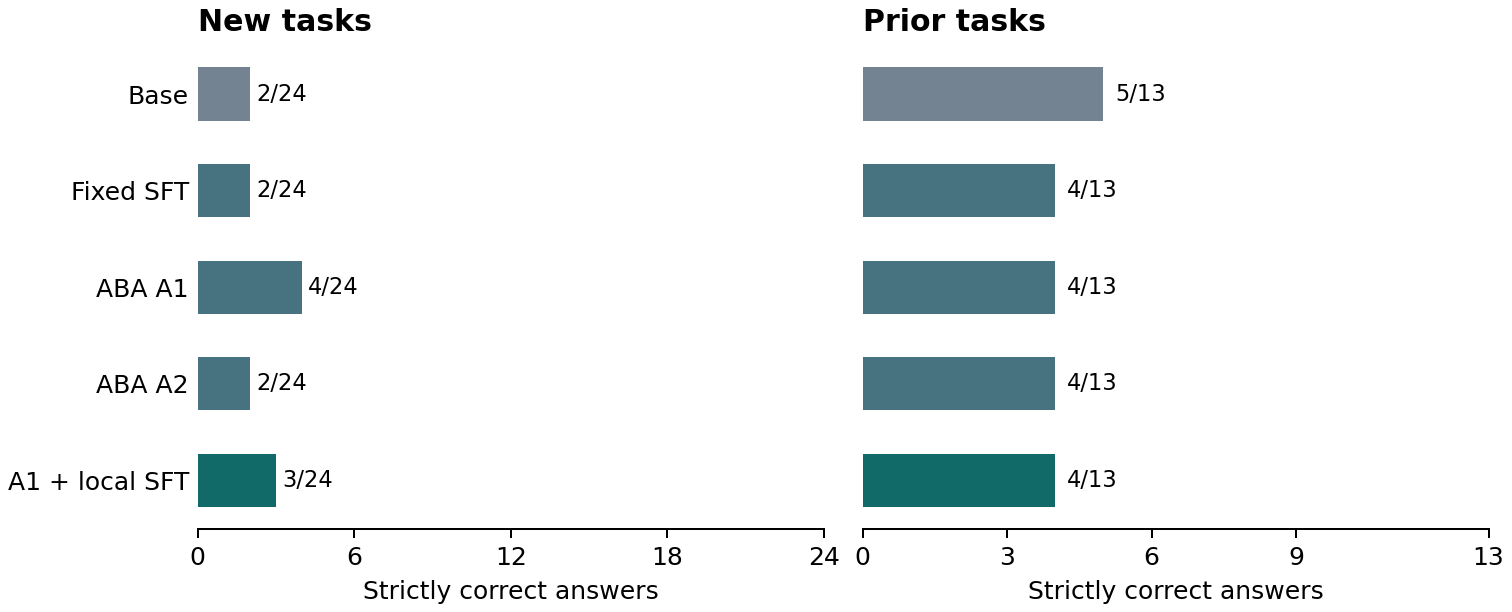 New tasks
Prior tasks
Base
2/24
5/13
Fixed SFT
2/24
4/13
ABA A1
4/24
4/13
ABA A2
2/24
4/13
A1 + local SFT
3/24
4/13
0 6 12 18 24
0 3 6 9 13
Strictly correct answers
Strictly correct answers